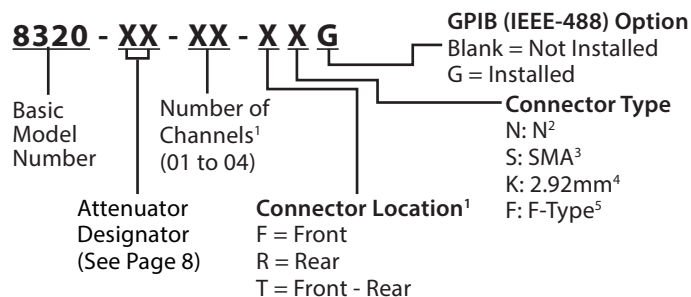 8320 - XX - XX - X X G
GPIB (IEEE-488) Option
Blank = Not Installed
G = Installed
Basic
Model
Number
Number of
Channels¹
(01 to 04)
Connector Type
N: N²
S: SMA³
K: 2.92mm⁴
F: F-Type⁵
Attenuator
Designator
(See Page 8)
Connector Location¹
F = Front
R = Rear
T = Front - Rear